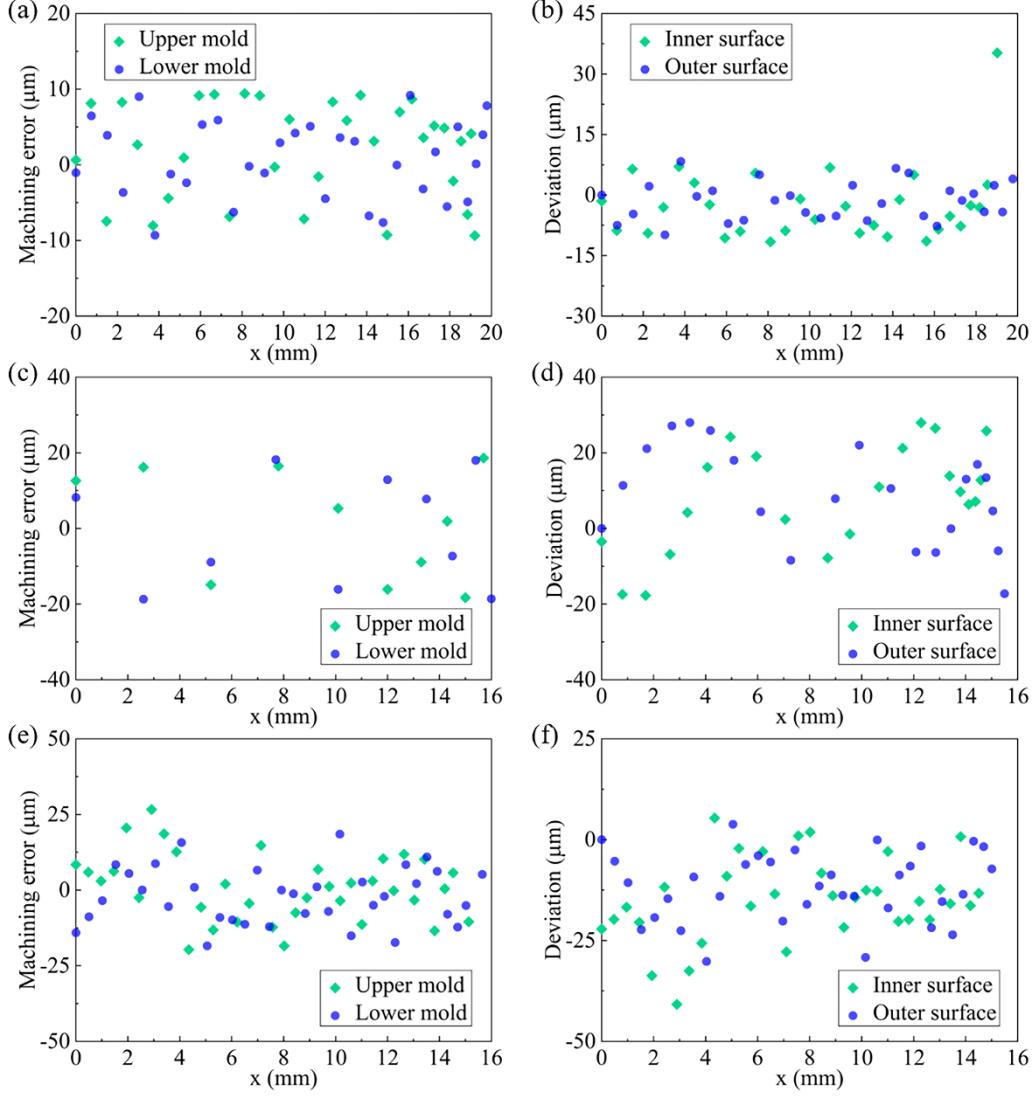 (a)
Machining error (μm)
20
10
0
-10
-20
Upper mold
Lower mold
0 2 4 6 8 10 12 14 16 18 20
x (mm)
(b)
Deviation (μm)
45
30
15
0
-15
-30
Inner surface
Outer surface
0 2 4 6 8 10 12 14 16 18 20
x (mm)
(c)
Machining error (μm)
40
20
0
-20
-40
Upper mold
Lower mold
0 2 4 6 8 10 12 14 16
x (mm)
(d)
Deviation (μm)
40
20
0
-20
-40
Inner surface
Outer surface
0 2 4 6 8 10 12 14 16
x (mm)
(e)
Machining error (μm)
50
25
0
-25
-50
Upper mold
Lower mold
0 2 4 6 8 10 12 14 16
x (mm)
(f)
Deviation (μm)
25
0
-25
-50
Inner surface
Outer surface
0 2 4 6 8 10 12 14 16 18
x (mm)